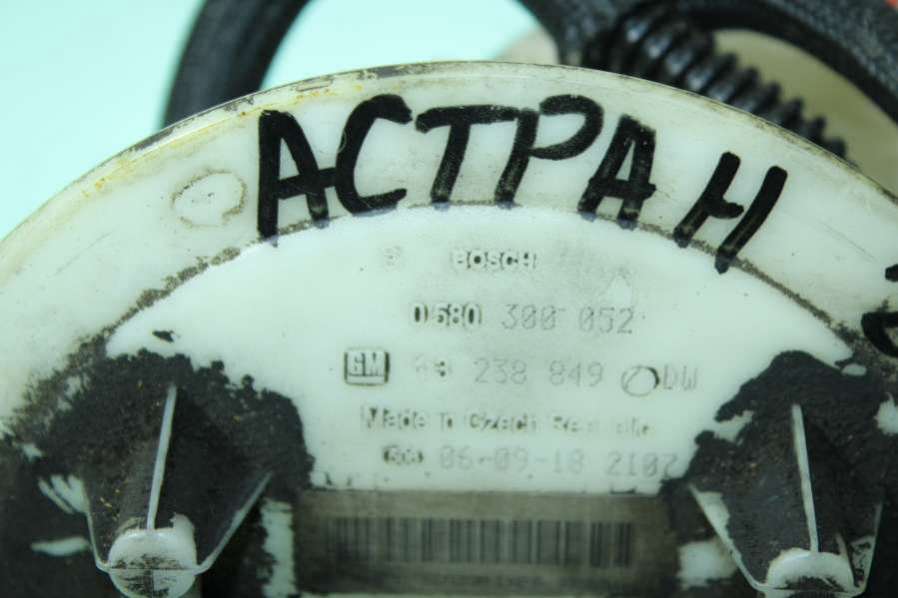 АСТРА Н
BOSCH
0580 300 052
GM 238 849 DW
Made in Czech Republic
06-09-18 2107